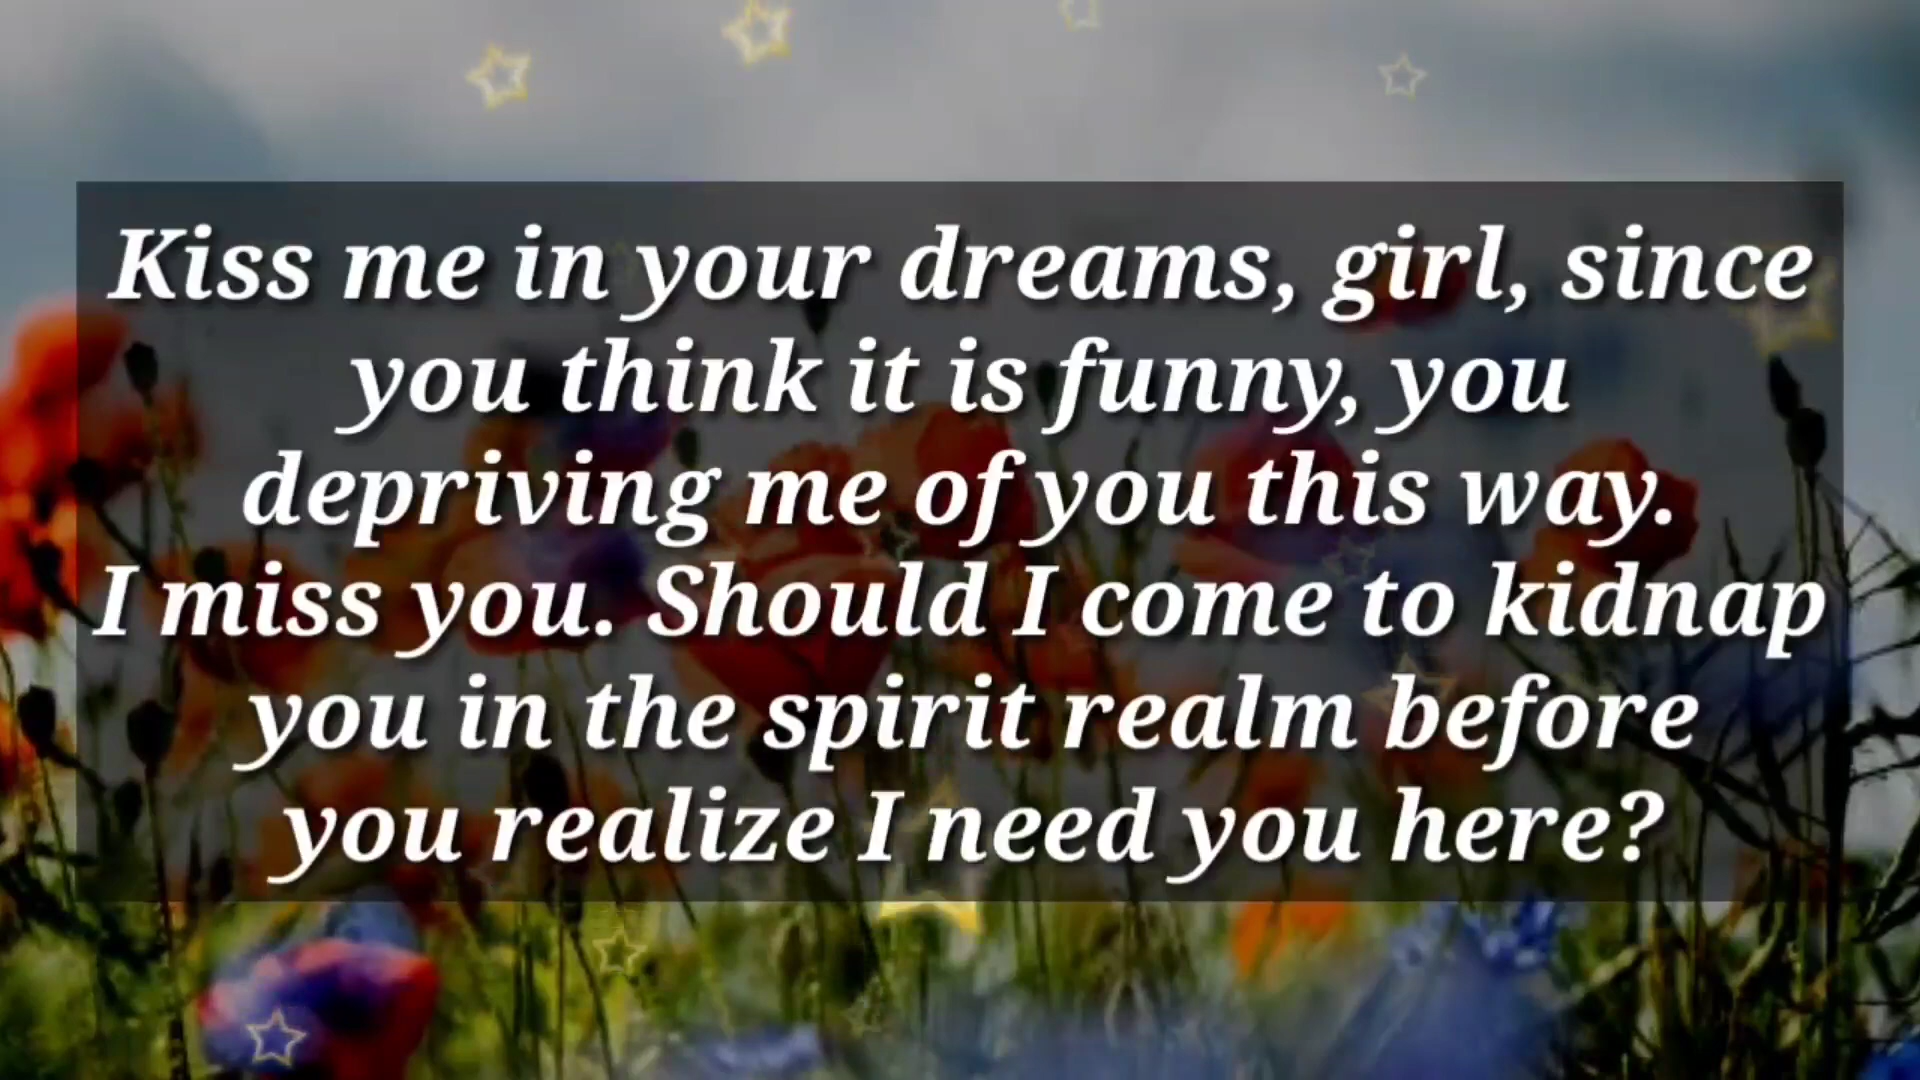 Kiss me in your dreams, girl, since
you think it is funny, you
depriving me of you this way.
I miss you. Should I come to kidnap
you in the spirit realm before
you realize I need you here?